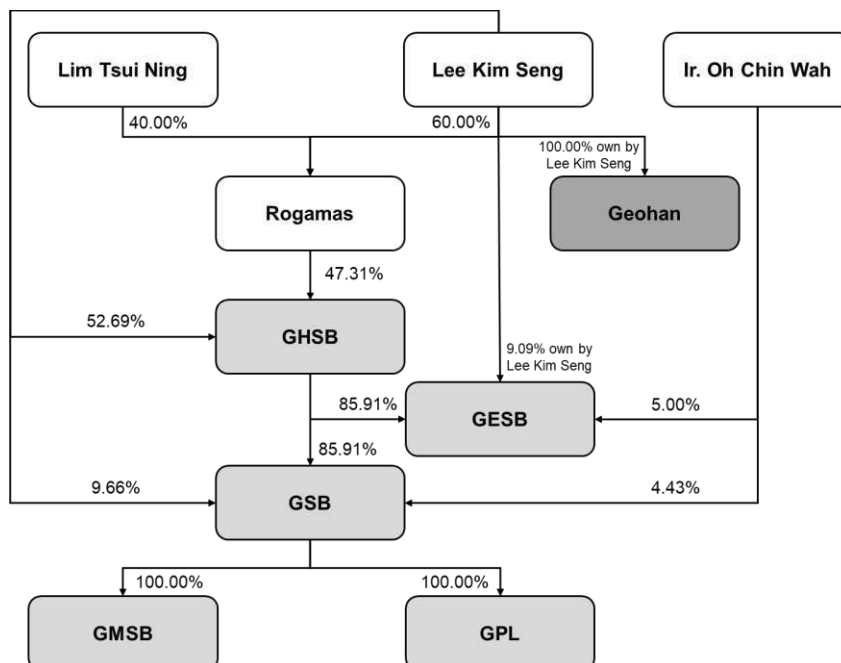 Lim Tsui Ning
Lee Kim Seng
Ir. Oh Chin Wah
40.00%
60.00%
100.00% own by
Lee Kim Seng
Rogamas
Geohan
47.31%
52.69%
GHSB
9.09% own by
Lee Kim Seng
85.91%
GESB
5.00%
85.91%
9.66%
GSB
4.43%
100.00%
100.00%
GMSB
GPL